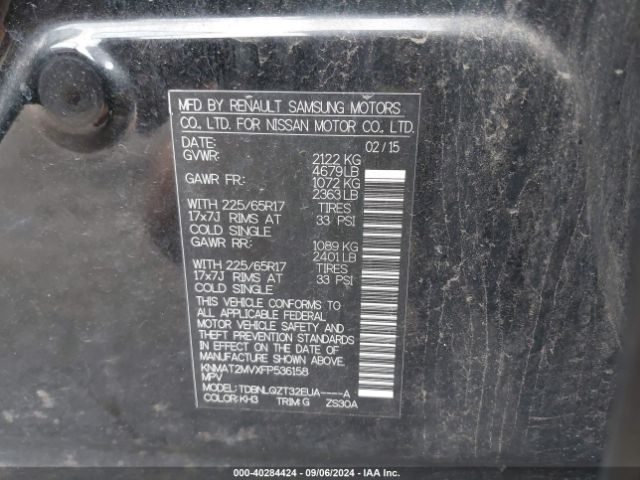 MFD BY RENAULT SAMSUNG MOTORS
CO., LTD. FOR NISSAN MOTOR CO., LTD.
DATE: 02/15
GVWR: 2122 KG
4679 LB
GAWR FR: 1072 KG
2363 LB
WITH 225/65R17 TIRES
17x7J RIMS AT 33 PSI
COLD SINGLE
GAWR RR: 1089 KG
2401 LB
WITH 225/65R17 TIRES
17x7J RIMS AT 33 PSI
COLD SINGLE
THIS VEHICLE CONFORMS TO
ALL APPLICABLE FEDERAL
MOTOR VEHICLE SAFETY AND
THEFT PREVENTION STANDARDS
IN EFFECT ON THE DATE OF
MANUFACTURE SHOWN ABOVE.
KNMAT2MVXFP536158
MPV
MODEL: TDBNLQZT32EUA----A
COLOR: KH3 TRIM: G ZS30A
000-40284424 - 09/06/2024 - IAA Inc.